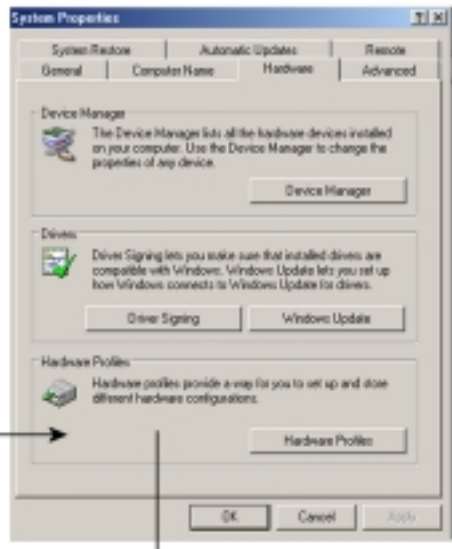 System Properties
System Restore Automatic Updates Remote
General Computer Name Hardware Advanced
Device Manager
The Device Manager lists all the hardware devices installed
on your computer. Use the Device Manager to change the
properties of any device.
Device Manager
Drivers
Driver Signing lets you make sure that installed drivers are
compatible with Windows. Windows Update lets you set up
how Windows connects to Windows Update for drivers.
Driver Signing Windows Update
Hardware Profiles
Hardware profiles provide a way for you to set up and store
different hardware configurations.
Hardware Profiles
OK Cancel Apply